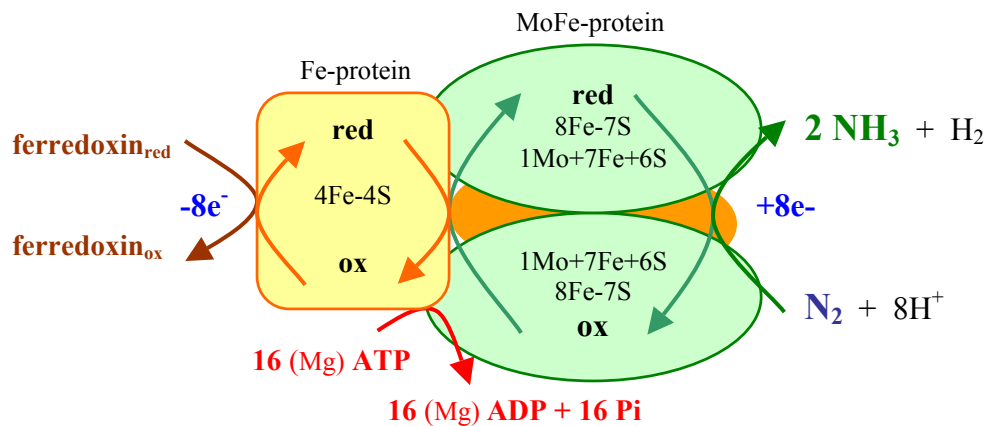 MoFe-protein
Fe-protein
ferredoxinred
-8e-
ferredoxinox
red
4Fe-4S
ox
red
8Fe-7S
1Mo+7Fe+6S
1Mo+7Fe+6S
8Fe-7S
ox
2 NH3 + H2
+8e-
N2 + 8H+
16 (Mg) ATP
16 (Mg) ADP + 16 Pi